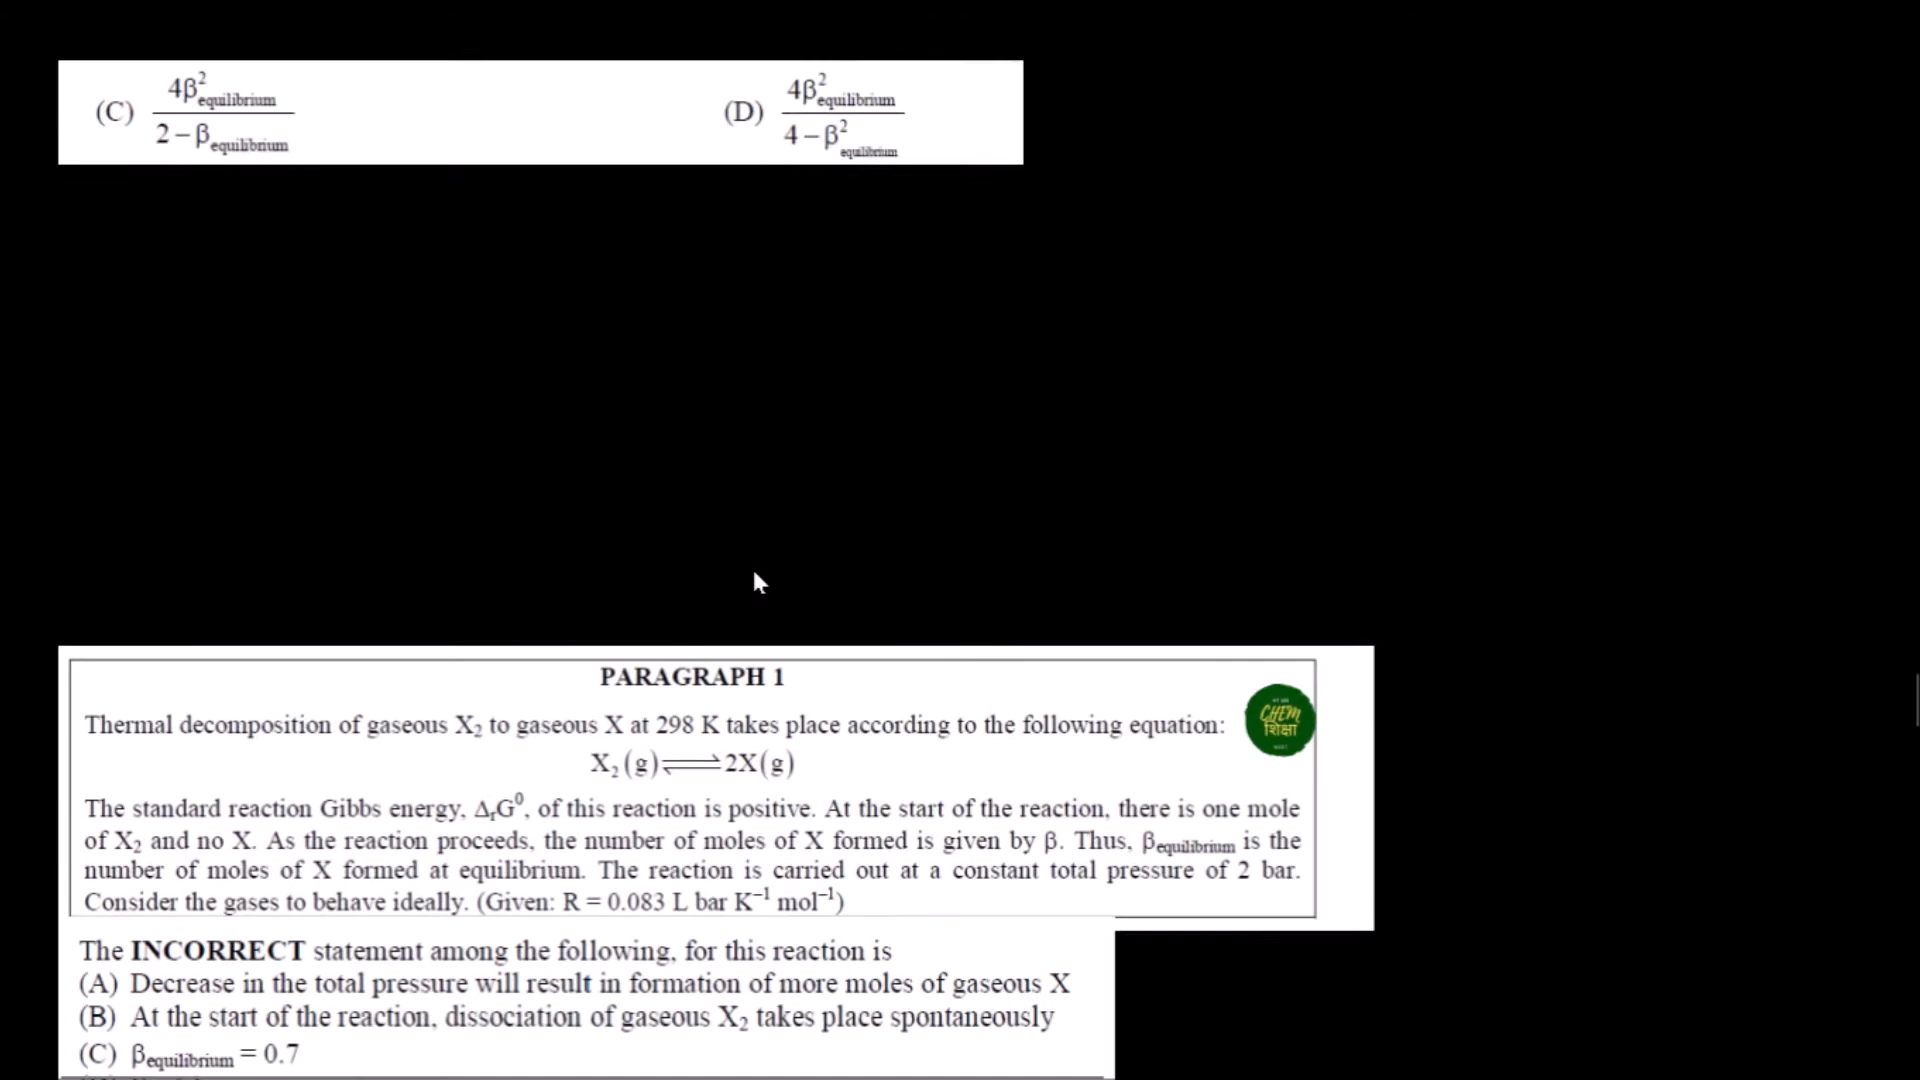 (C) 4β²equilibrium / 2 – βequilibrium (D) 4β²equilibrium / 4 – β²equilibrium
PARAGRAPH 1
CHEM
शिक्षा
Thermal decomposition of gaseous X₂ to gaseous X at 298 K takes place according to the following equation:
X₂(g)⇌2X(g)
The standard reaction Gibbs energy, ΔᵣG⁰, of this reaction is positive. At the start of the reaction, there is one mole
of X₂ and no X. As the reaction proceeds, the number of moles of X formed is given by β. Thus, βequilibrium is the
number of moles of X formed at equilibrium. The reaction is carried out at a constant total pressure of 2 bar.
Consider the gases to behave ideally. (Given: R = 0.083 L bar K⁻¹ mol⁻¹)
The INCORRECT statement among the following, for this reaction is
(A) Decrease in the total pressure will result in formation of more moles of gaseous X
(B) At the start of the reaction, dissociation of gaseous X₂ takes place spontaneously
(C) βequilibrium = 0.7